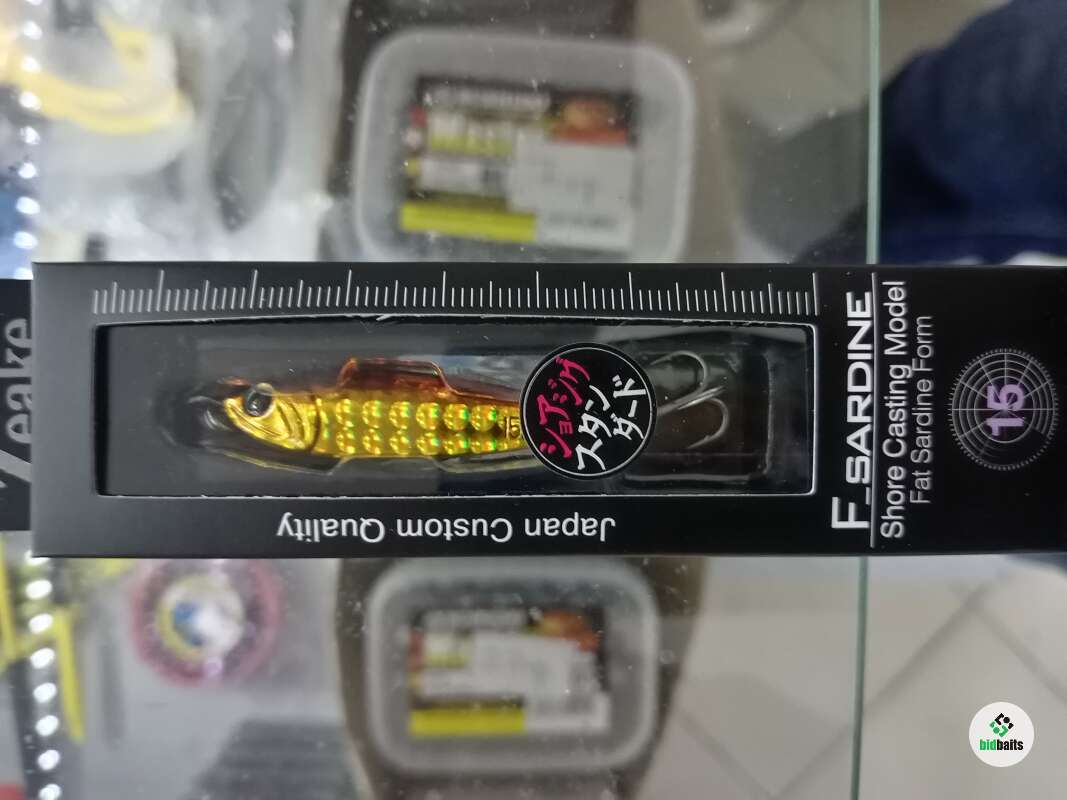 F_SARDINE
Shore Casting Model
Fat Sardine Form
15
ショアジグ
スタン
ダード
15
Japan Custom Quality
eake
bidbaits